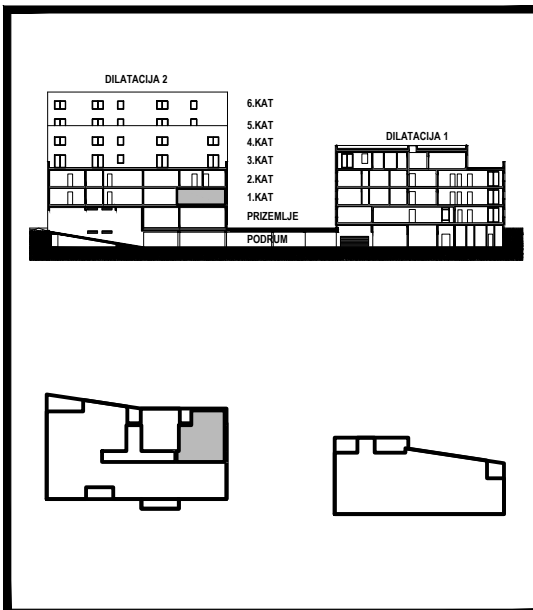 DILATACIJA 2
6.KAT
5.KAT
DILATACIJA 1
4.KAT
3.KAT
2.KAT
1.KAT
PRIZEMLJE
PODRUM